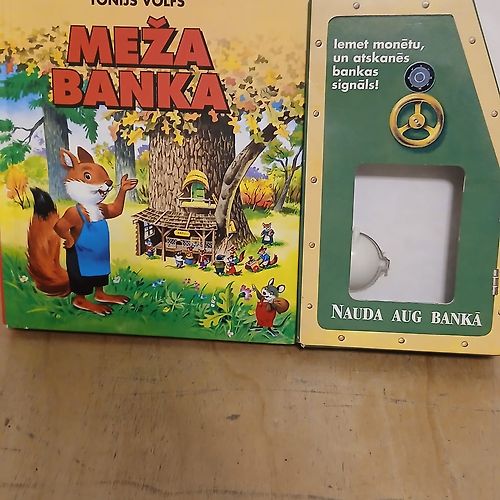 TONIJS VOLFS
MEŽA
BANKA
Iemet monētu,
un atskanēs
bankas
signāls!
NAUDA AUG BANKĀ